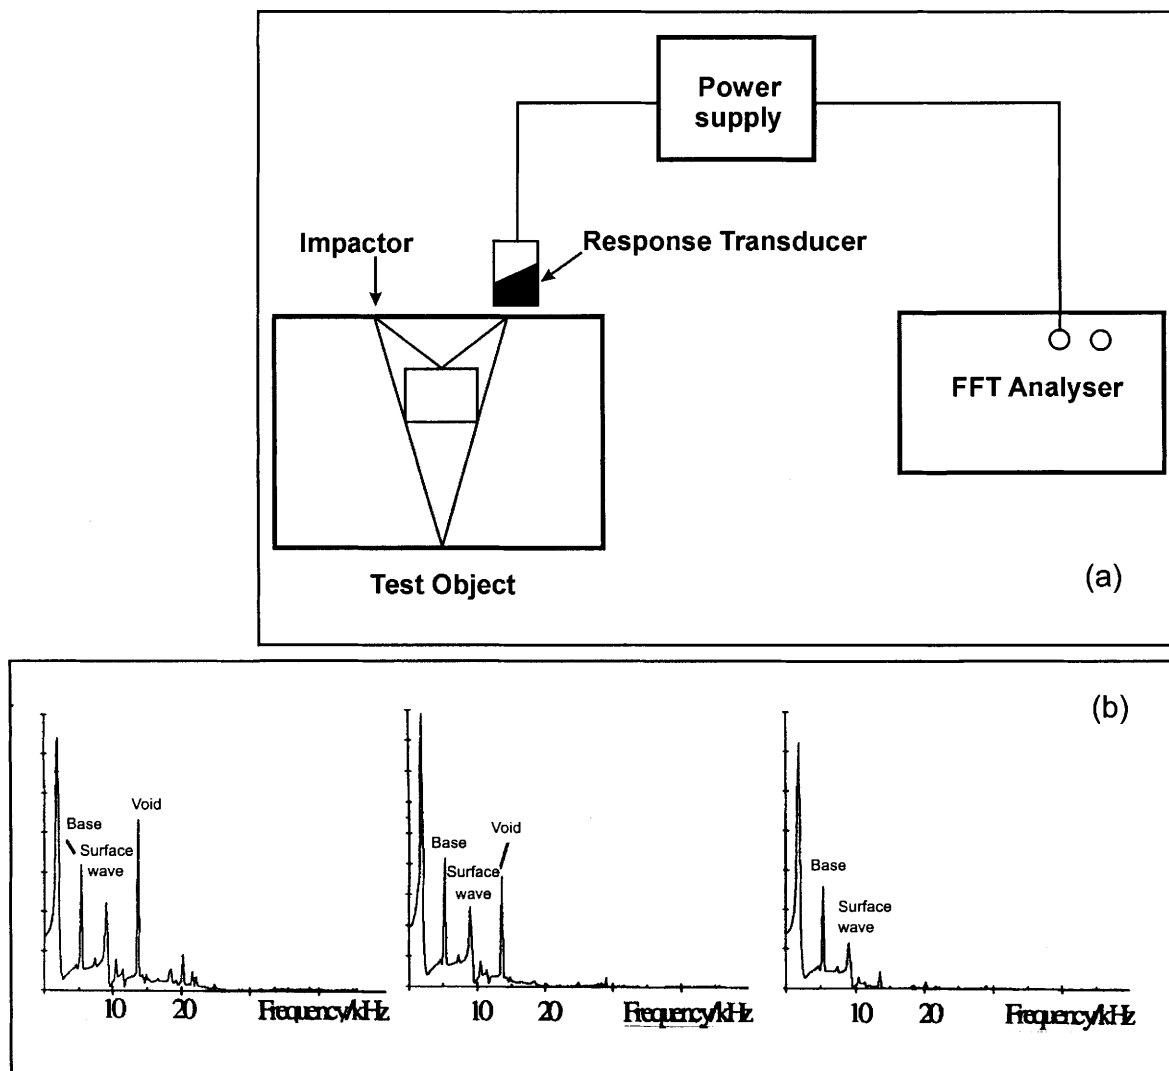 Power
supply
Impactor
Response Transducer
FFT Analyser
Test Object
(a)
(b)
Base
Surface
wave
Void
10 20 Frequency/kHz
Base
Surface
wave
Void
10 20 Frequency/kHz
Base
Surface
wave
10 20 Frequency/kHz